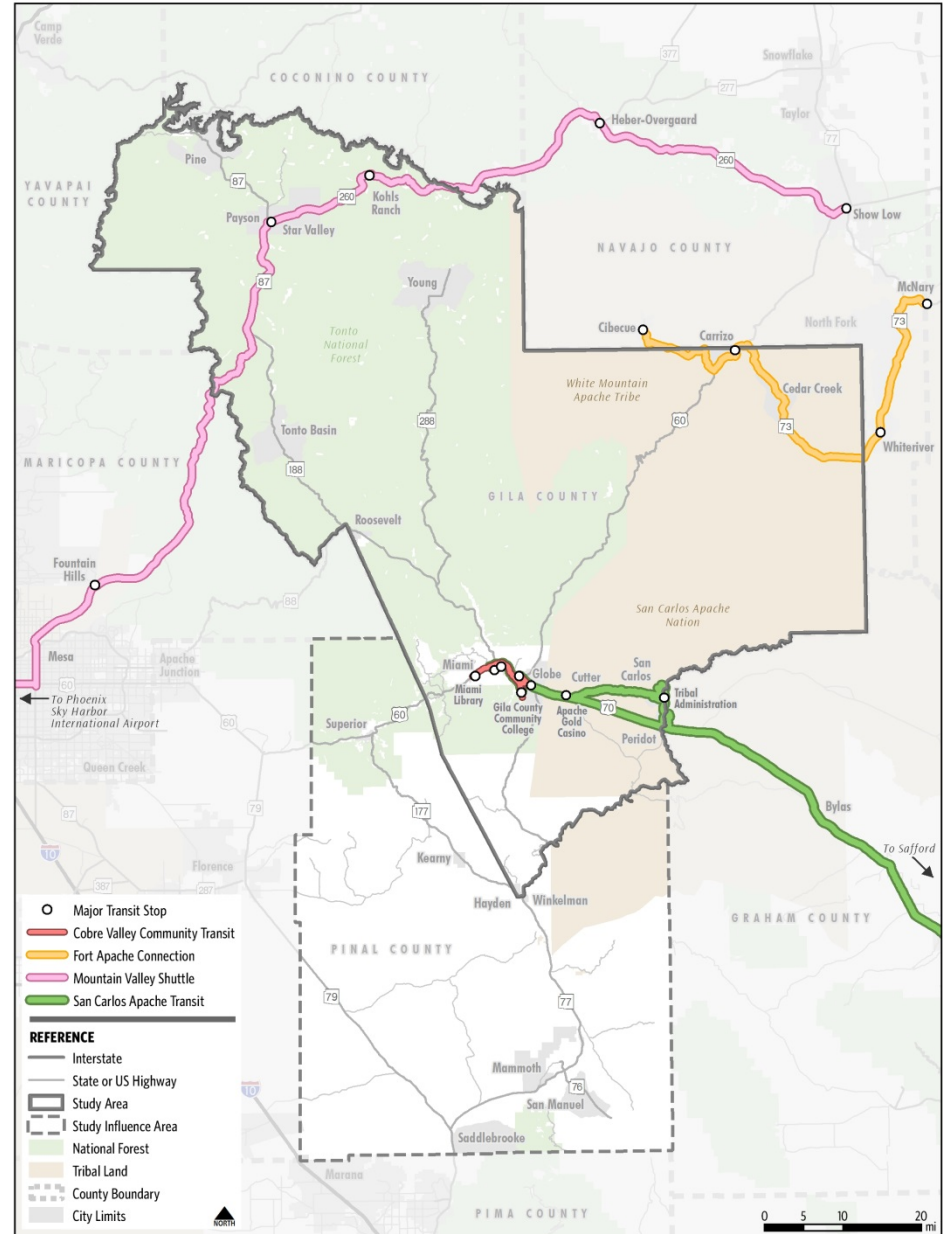 Camp
Verde
COCONINO COUNTY
377
Snowflake
277
Taylor
77
Heber-Overgaard
Pine
87
260
YAVAPAI
COUNTY
260
Kohls
Ranch
Payson
Star Valley
Show Low
NAVAJO COUNTY
87
Young
McNary
73
North Fork
Cibecue
Carrizo
Tonto
National
Forest
White Mountain
Apache Tribe
Cedar Creek
60
288
73
Tonto Basin
Whiteriver
MARICOPA COUNTY
188
GILA COUNTY
Roosevelt
Fountain
Hills
88
San Carlos Apache
Nation
Mesa
Apache
Junction
60
Miami
Miami
Library
Globe
Gila County
Community
College
Cutter
San
Carlos
Tribal
Administration
Apache
Gold
Casino
70
Peridot
To Phoenix
Sky Harbor
International Airport
Superior
60
Queen Creek
177
Bylas
79
87
10
Kearny
To Safford
387
Florence
287
Hayden
Winkelman
GRAHAM COUNTY
PINAL COUNTY
79
77
Mammoth
76
San Manuel
10
Saddlebrooke
Marana
PIMA COUNTY
Major Transit Stop
Cobre Valley Community Transit
Fort Apache Connection
Mountain Valley Shuttle
San Carlos Apache Transit
REFERENCE
Interstate
State or US Highway
Study Area
Study Influence Area
National Forest
Tribal Land
County Boundary
City Limits
NORTH
0 5 10 20
mi